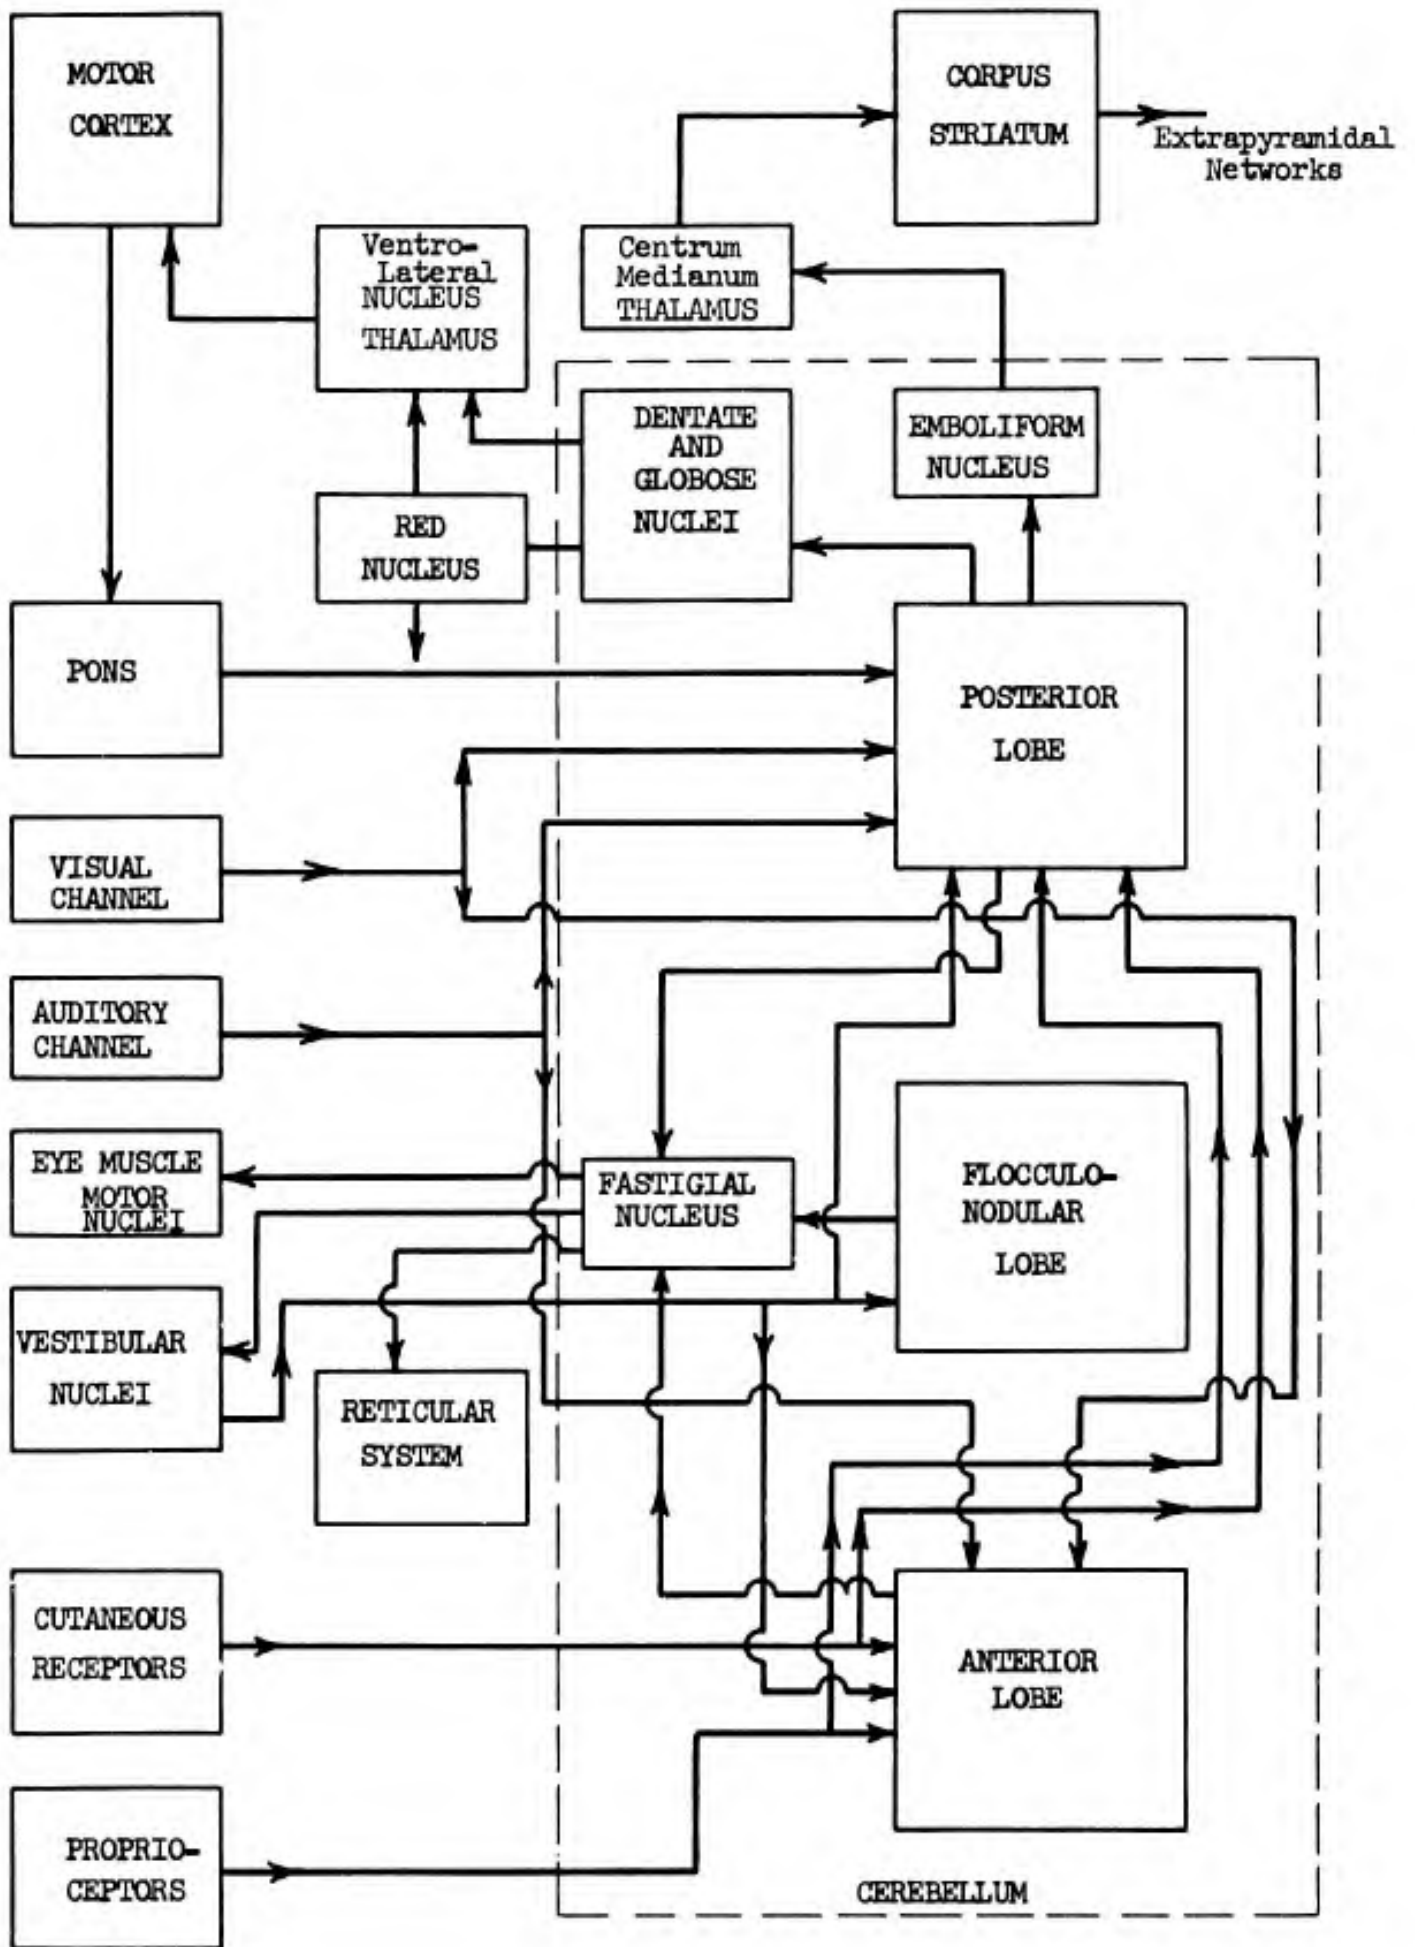 MOTOR
CORTEX
CORPUS
STRIATUM
Extrapyramidal
Networks
Ventro-
Lateral
NUCLEUS
THALAMUS
Centrum
Medianum
THALAMUS
DENTATE
AND
GLOBOSE
NUCLEI
EMBOLIFORM
NUCLEUS
RED
NUCLEUS
PONS
POSTERIOR
LOBE
VISUAL
CHANNEL
AUDITORY
CHANNEL
EYE MUSCLE
MOTOR
NUCLEI
FASTIGIAL
NUCLEUS
FLOCCULO-
NODULAR
LOBE
VESTIBULAR
NUCLEI
RETICULAR
SYSTEM
CUTANEOUS
RECEPTORS
ANTERIOR
LOBE
PROPRIO-
CEPTORS
CEREBELLUM